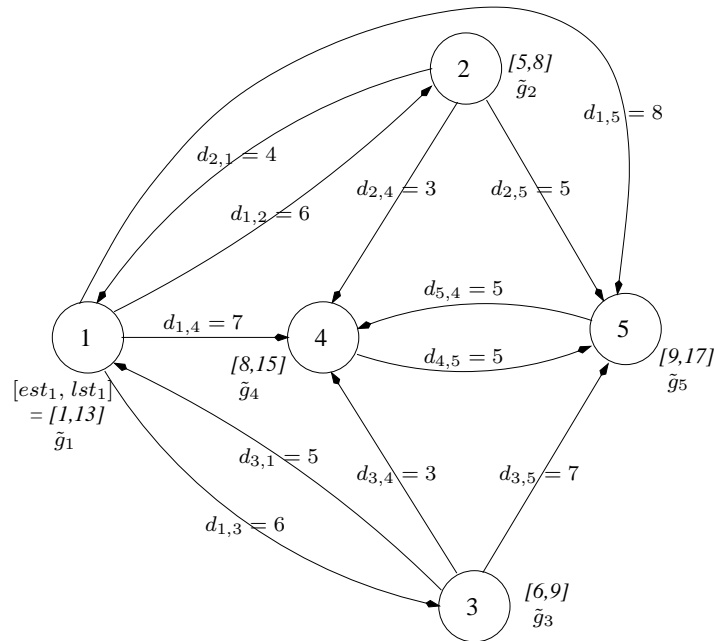 2
[5,8]
g̃₂
d₁,₅ = 8
d₂,₁ = 4
d₂,₄ = 3
d₂,₅ = 5
d₁,₂ = 6
d₅,₄ = 5
1
d₁,₄ = 7
4
5
[8,15]
g̃₄
d₄,₅ = 5
[9,17]
g̃₅
[est₁, lst₁]
= [1,13]
g̃₁
d₃,₁ = 5
d₃,₄ = 3
d₃,₅ = 7
d₁,₃ = 6
3
[6,9]
g̃₃